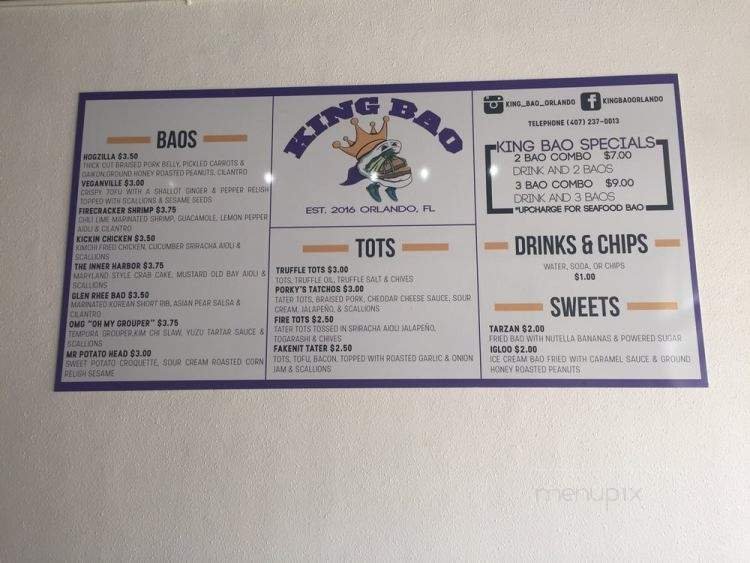 BAOS
HOGZILLA $3.50
THICK CUT BRAISED PORK BELLY, PICKLED CARROTS &
DAIKON,GROUND HONEY ROASTED PEANUTS, CILANTRO
VEGANVILLE $3.00
CRISPY TOFU WITH A SHALLOT GINGER & PEPPER RELISH
TOPPED WITH SCALLIONS & SESAME SEEDS
FIRECRACKER SHRIMP $3.75
CHILI LIME MARINATED SHRIMP, GUACAMOLE, LEMON PEPPER
AIOLI & CILANTRO
KICKIN CHICKEN $3.50
KIMCHI FRIED CHICKEN, CUCUMBER SRIRACHA AIOLI &
SCALLIONS
THE INNER HARBOR $3.75
MARYLAND STYLE CRAB CAKE, MUSTARD OLD BAY AIOLI &
SCALLIONS
GLEN RHEE BAO $3.50
MARINATED KOREAN SHORT RIB, ASIAN PEAR SALSA &
CILANTRO
OMG "OH MY GROUPER" $3.75
TEMPURA GROUPER,KIM CHI SLAW, YUZU TARTAR SAUCE &
SCALLIONS
MR POTATO HEAD $3.00
SWEET POTATO CROQUETTE, SOUR CREAM ROASTED CORN
RELISH SESAME
KING BAO
EST. 2016 ORLANDO, FL
TOTS
TRUFFLE TOTS $3.00
TOTS, TRUFFLE OIL, TRUFFLE SALT & CHIVES
PORKY'S TATCHOS $3.00
TATER TOTS, BRAISED PORK, CHEDDAR CHEESE SAUCE, SOUR
CREAM, JALAPEÑO, & SCALLIONS
FIRE TOTS $2.50
TATER TOTS TOSSED IN SRIRACHA AIOLI JALAPEÑO,
TOGARASHI & CHIVES
FAKENIT TATER $2.50
TOTS, TOFU, BACON, TOPPED WITH ROASTED GARLIC & ONION
JAM & SCALLIONS
KING_BAO_ORLANDO f KINGBAOORLANDO
TELEPHONE (407) 237-0013
KING BAO SPECIALS
2 BAO COMBO $7.00
DRINK AND 2 BAOS
3 BAO COMBO $9.00
DRINK AND 3 BAOS
*UPCHARGE FOR SEAFOOD BAO
DRINKS & CHIPS
WATER, SODA, OR CHIPS
$1.00
SWEETS
TARZAN $2.00
FRIED BAO WITH NUTELLA BANANAS & POWDERED SUGAR
IGLOO $2.00
ICE CREAM BAO FRIED WITH CARAMEL SAUCE & GROUND
HONEY ROASTED PEANUTS
menupix